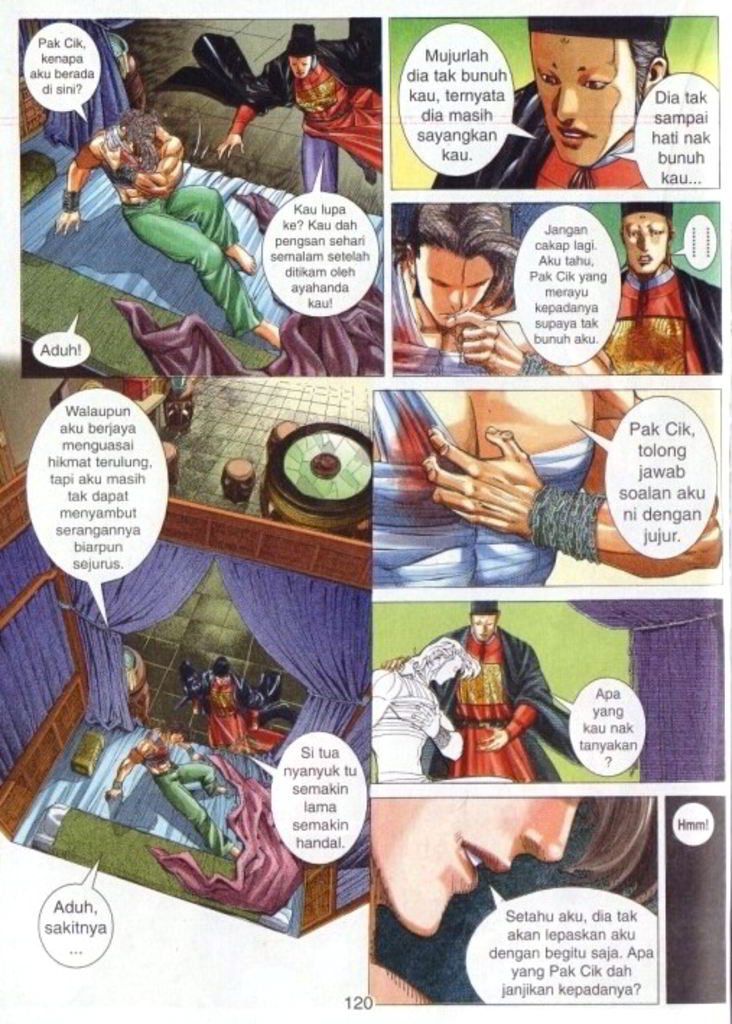 Pak Cik,
kenapa
aku berada
di sini?
Kau lupa
ke? Kau dah
pengsan sehari
semalam setelah
ditikam oleh
ayahanda
kau!
Aduh!
Mujurlah
dia tak bunuh
kau, ternyata
dia masih
sayangkan
kau.
Dia tak
sampai
hati nak
bunuh
kau...
Jangan
cakap lagi.
Aku tahu,
Pak Cik yang
merayu
kepadanya
supaya tak
bunuh aku.
........
Walaupun
aku berjaya
menguasai
hikmat terulung,
tapi aku masih
tak dapat
menyambut
serangannya
biarpun
sejurus.
Si tua
nyanyuk tu
semakin
lama
semakin
handal.
Aduh,
sakitnya
...
Pak Cik,
tolong
jawab
soalan aku
ni dengan
jujur.
Apa
yang
kau nak
tanyakan
?
Setahu aku, dia tak
akan lepaskan aku
dengan begitu saja. Apa
yang Pak Cik dah
janjikan kepadanya?
Hmm!
120